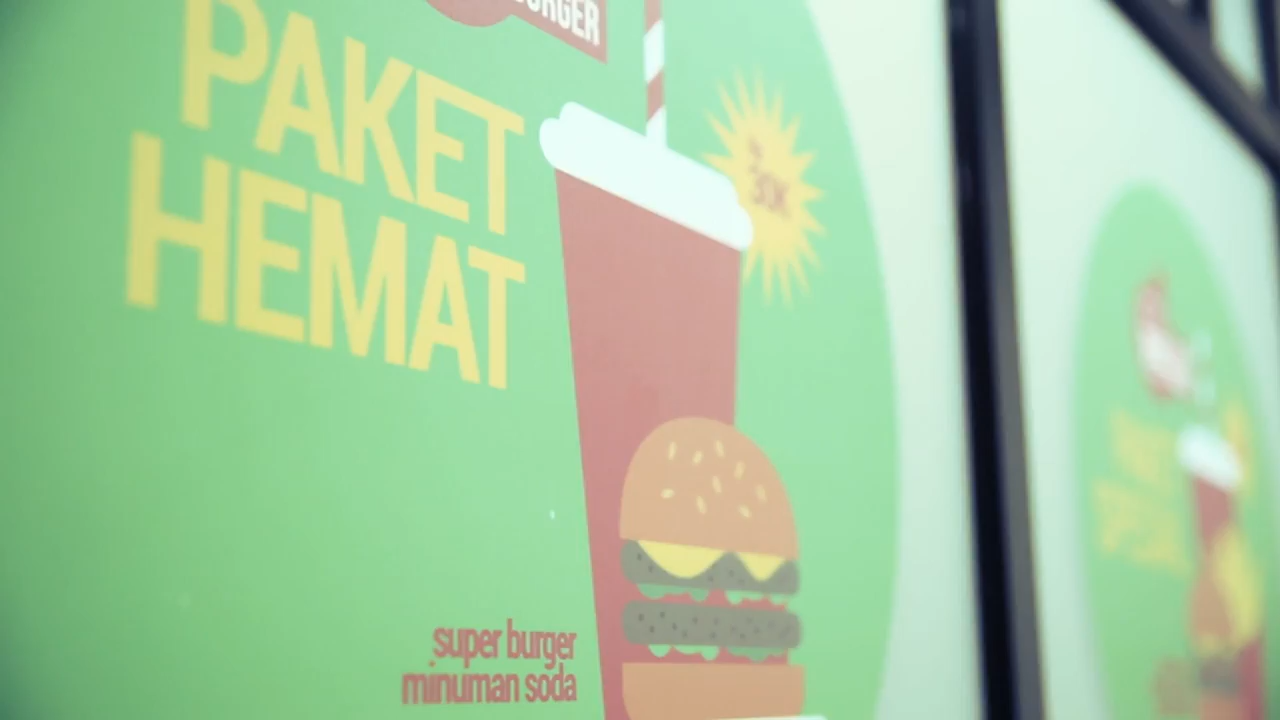 BURGER
PAKET
HEMAT
30K
super burger
minuman soda